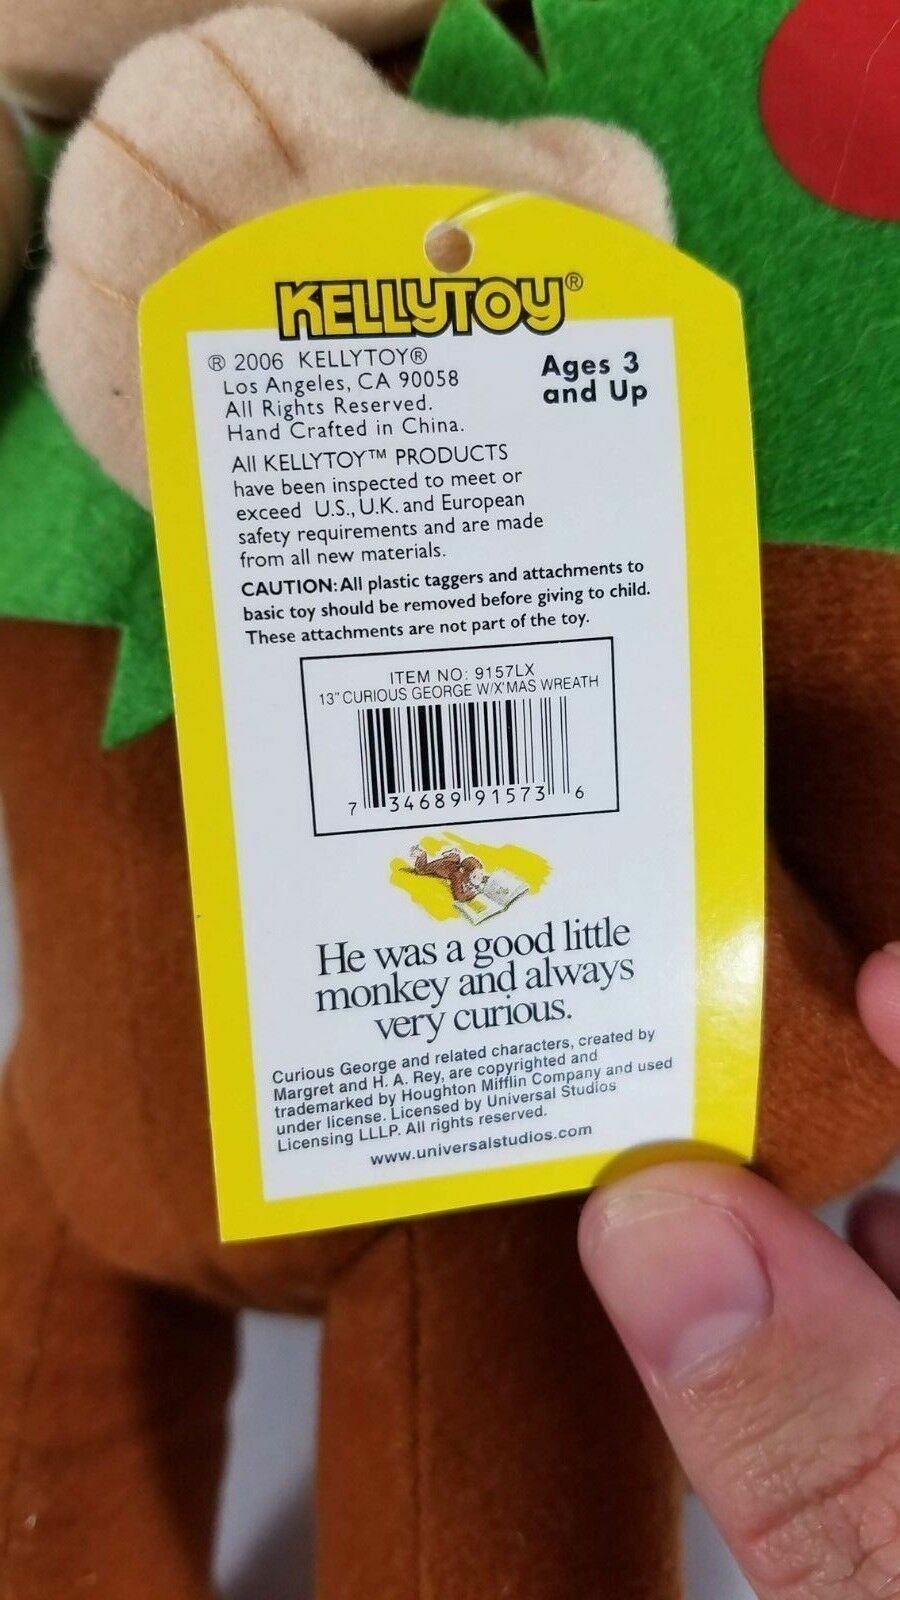 KELLYTOY®
® 2006 KELLYTOY®
Los Angeles, CA 90058
All Rights Reserved.
Hand Crafted in China.
Ages 3
and Up
All KELLYTOY™ PRODUCTS
have been inspected to meet or
exceed U.S., U.K. and European
safety requirements and are made
from all new materials.
CAUTION: All plastic taggers and attachments to
basic toy should be removed before giving to child.
These attachments are not part of the toy.
ITEM NO: 9157LX
13" CURIOUS GEORGE W/X'MAS WREATH
7 34689 91573 6
He was a good little
monkey and always
very curious.
Curious George and related characters, created by
Margret and H. A. Rey, are copyrighted and
trademarked by Houghton Mifflin Company and used
under license. Licensed by Universal Studios
Licensing LLLP. All rights reserved.
www.universalstudios.com